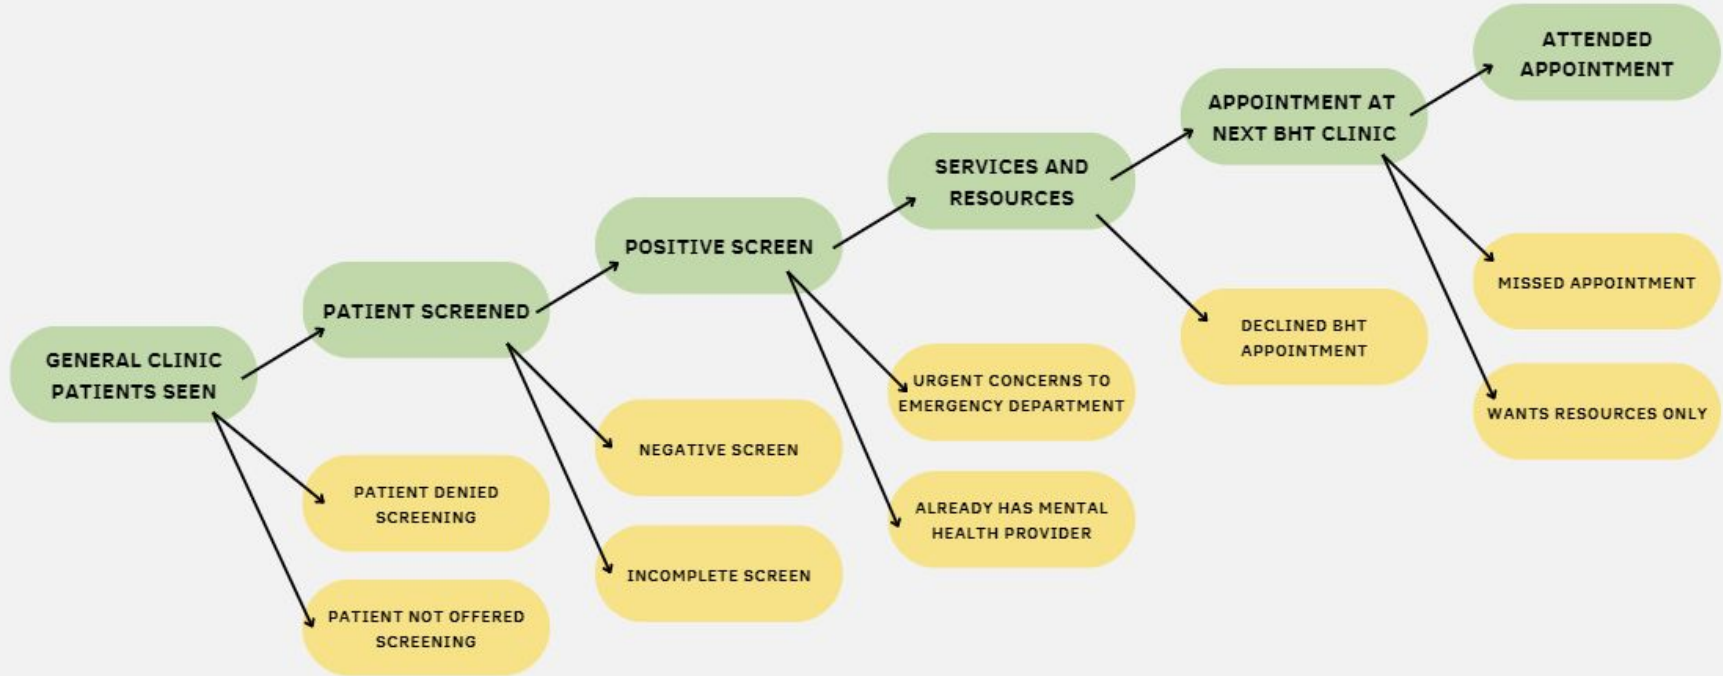 ATTENDED
APPOINTMENT
APPOINTMENT AT
NEXT BHT CLINIC
SERVICES AND
RESOURCES
POSITIVE SCREEN
PATIENT SCREENED
GENERAL CLINIC
PATIENTS SEEN
MISSED APPOINTMENT
WANTS RESOURCES ONLY
DECLINED BHT
APPOINTMENT
URGENT CONCERNS TO
EMERGENCY DEPARTMENT
ALREADY HAS MENTAL
HEALTH PROVIDER
NEGATIVE SCREEN
INCOMPLETE SCREEN
PATIENT DENIED
SCREENING
PATIENT NOT OFFERED
SCREENING